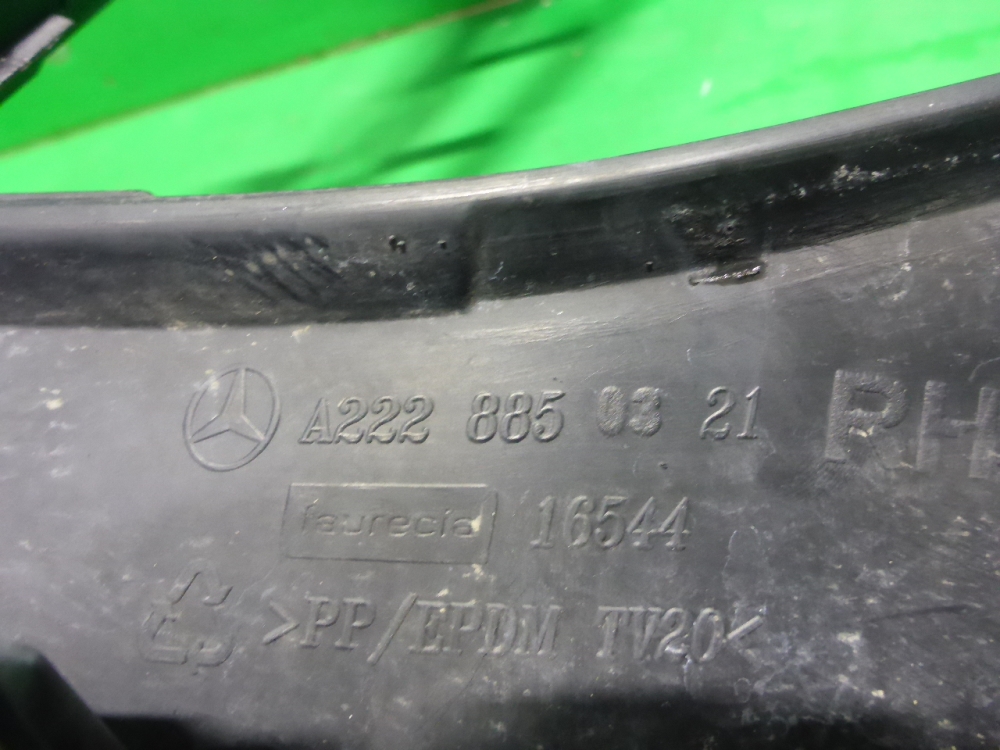 A222 885 03 21 RH
faurecia 16544
>PP/EPDM TV20<